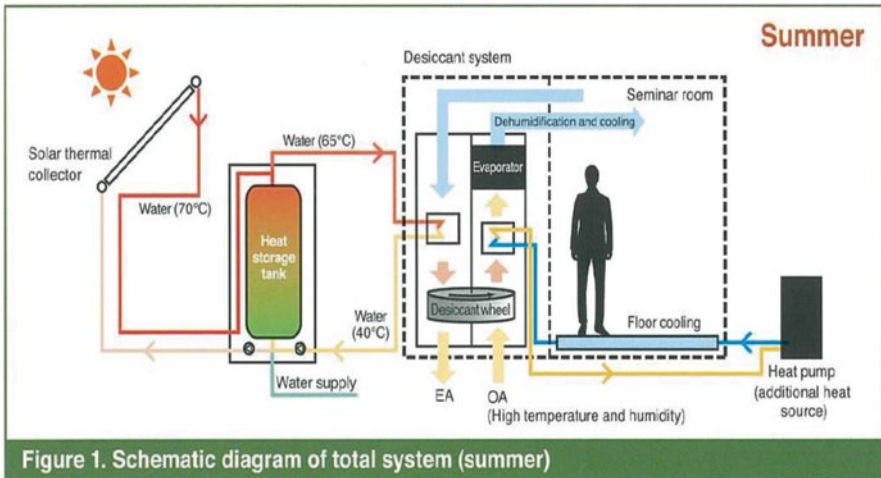 Summer
Desiccant system
Seminar room
Dehumidification and cooling
Water (65°C)
Evaporator
Solar thermal
collector
Water (70°C)
Heat
storage
tank
Desiccant wheel
Water
(40°C)
Floor cooling
Water supply
EA
OA
(High temperature and humidity)
Heat pump
(additional heat
source)
Figure 1. Schematic diagram of total system (summer)